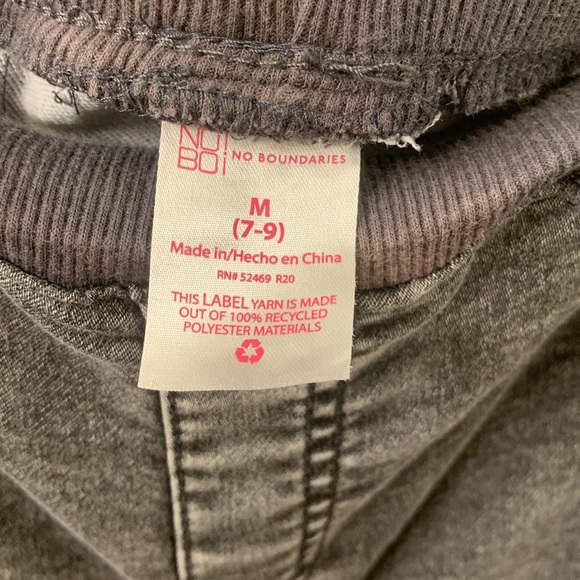 NO!
BO¡ NO BOUNDARIES
M
(7-9)
Made in/Hecho en China
RN# 52469 R20
THIS LABEL YARN IS MADE
OUT OF 100% RECYCLED
POLYESTER MATERIALS